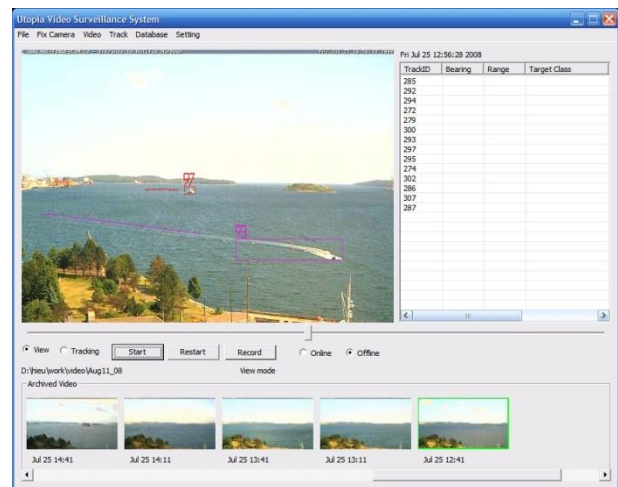 Utopia Video Surveillance System
File Fix Camera Video Track Database Setting
Fri Jul 25 12:56:28 2008
TrackID Bearing Range Target Class
285
292
294
272
279
300
293
297
295
274
302
286
307
287
97
View Tracking Start Restart Record Online Offline
D:\hieu\work\video\Aug11_08 View mode
Archived Video
Jul 25 14:41 Jul 25 14:11 Jul 25 13:41 Jul 25 13:11 Jul 25 12:41